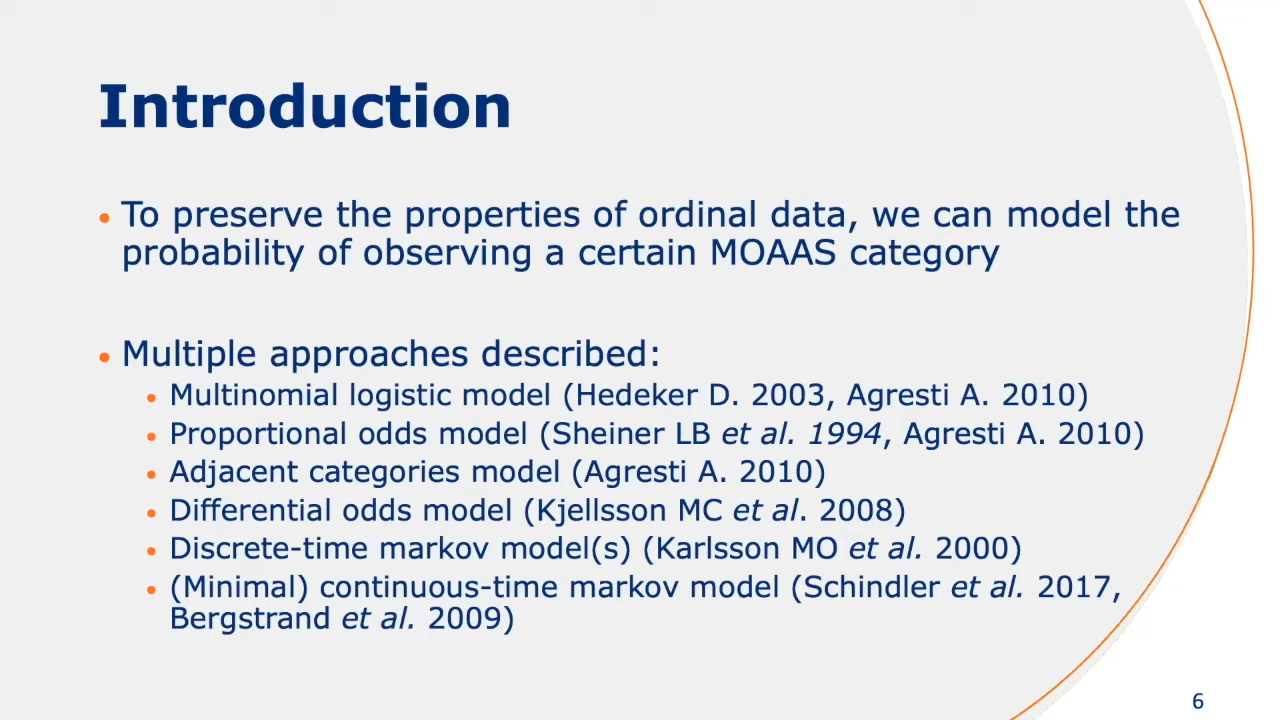 Introduction
• To preserve the properties of ordinal data, we can model the
probability of observing a certain MOAAS category
• Multiple approaches described:
• Multinomial logistic model (Hedeker D. 2003, Agresti A. 2010)
• Proportional odds model (Sheiner LB et al. 1994, Agresti A. 2010)
• Adjacent categories model (Agresti A. 2010)
• Differential odds model (Kjellsson MC et al. 2008)
• Discrete-time markov model(s) (Karlsson MO et al. 2000)
• (Minimal) continuous-time markov model (Schindler et al. 2017,
Bergstrand et al. 2009)
6